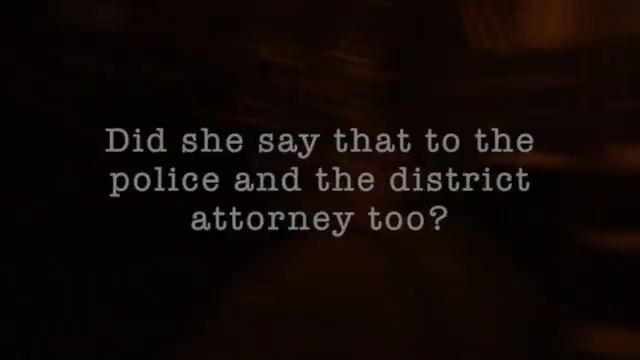 Did she say that to the
police and the district
attorney too?